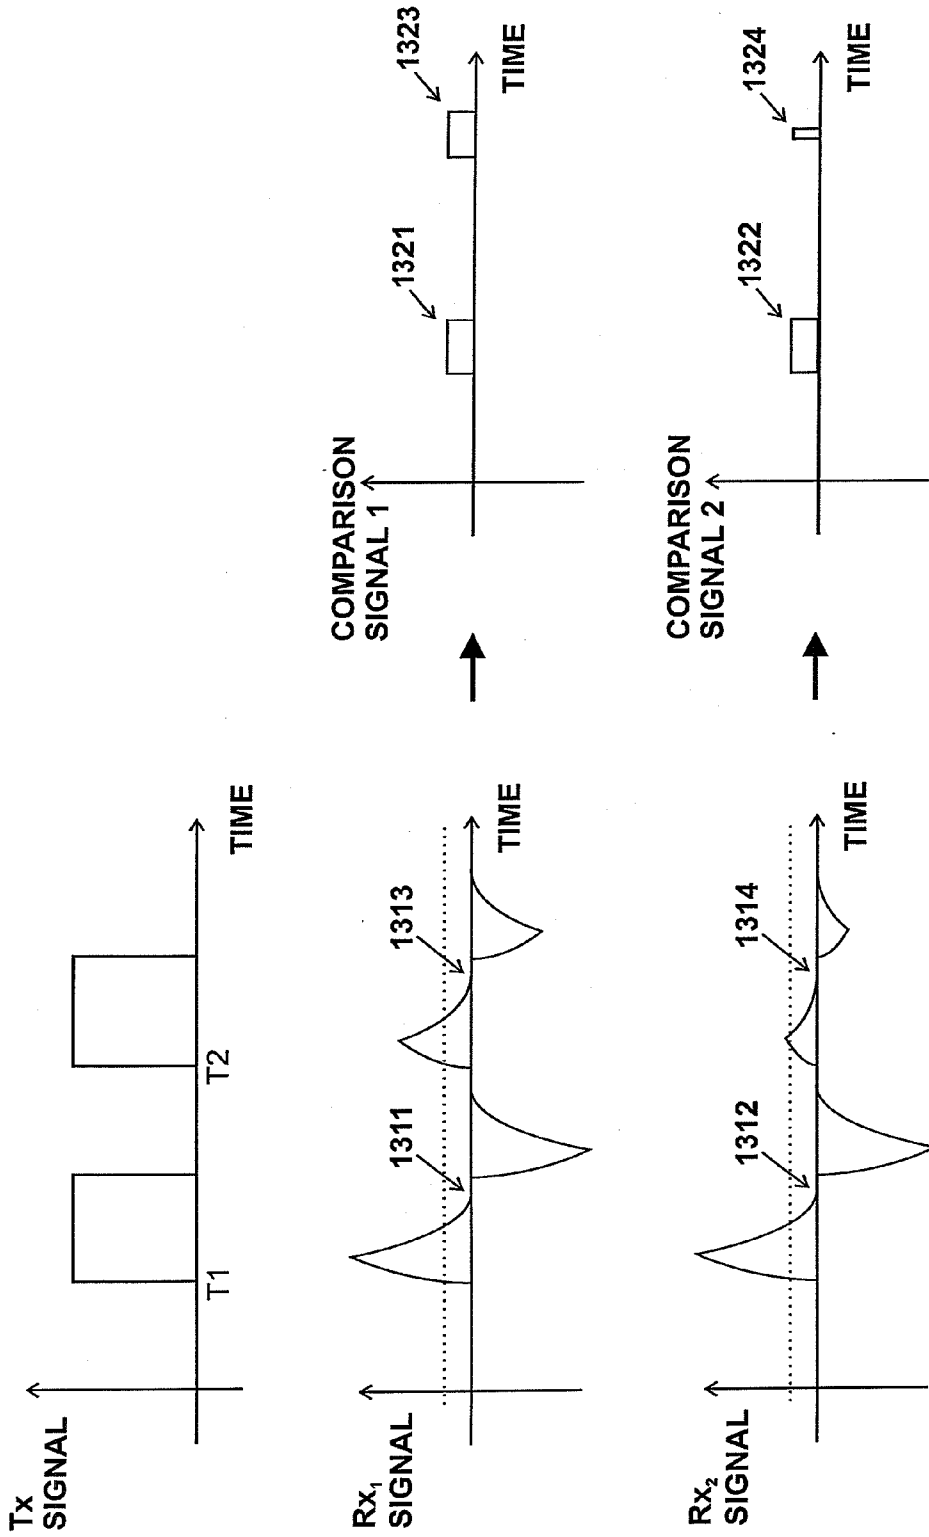 Tx
SIGNAL
T1
T2
TIME
Rx₁
SIGNAL
1311
1313
TIME
COMPARISON
SIGNAL 1
1321
1323
TIME
Rx₂
SIGNAL
1312
1314
TIME
COMPARISON
SIGNAL 2
1322
1324
TIME